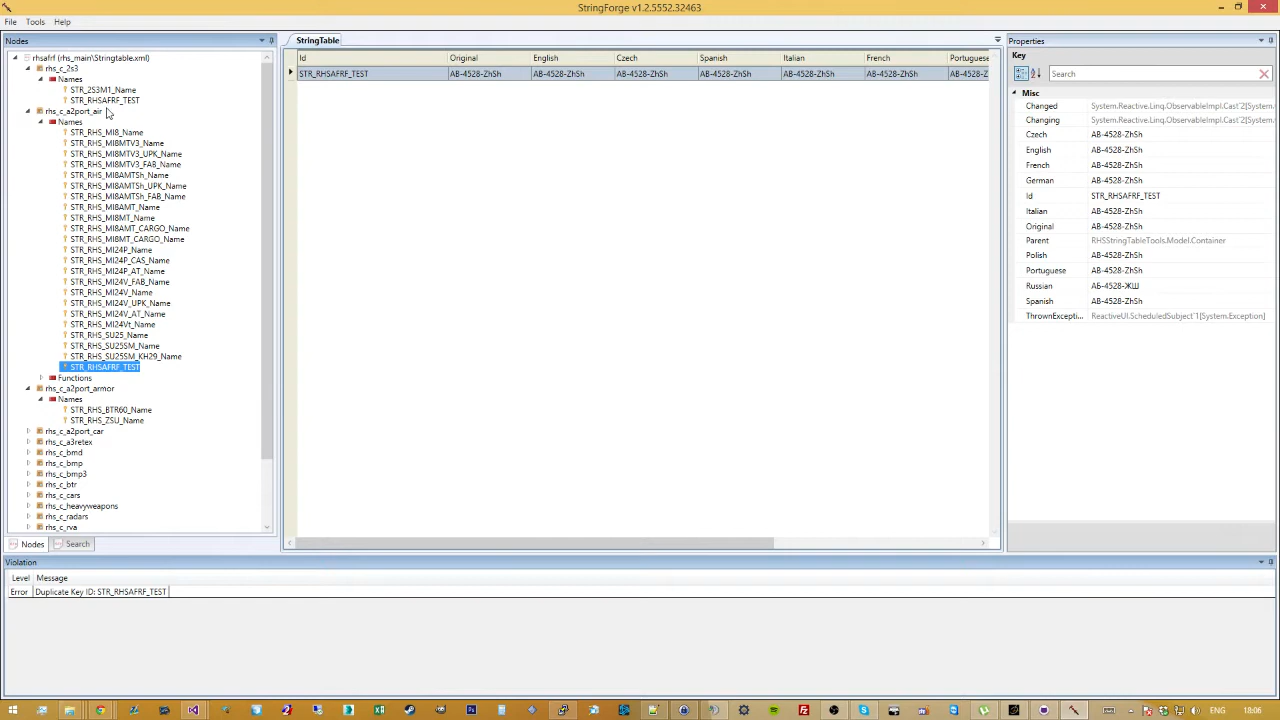 StringForge v1.2.5552.32463
File Tools Help
Nodes
rhsafrf (rhs_main\Stringtable.xml)
rhs_c_2s3
Names
STR_2S3M1_Name
STR_RHSAFRF_TEST
rhs_c_a2port_air
Names
STR_RHS_MI8_Name
STR_RHS_MI8MTV3_Name
STR_RHS_MI8MTV3_UPK_Name
STR_RHS_MI8MTV3_FAB_Name
STR_RHS_MI8AMTSh_Name
STR_RHS_MI8AMTSh_UPK_Name
STR_RHS_MI8AMTSh_FAB_Name
STR_RHS_MI8AMT_Name
STR_RHS_MI8MT_Name
STR_RHS_MI8AMT_CARGO_Name
STR_RHS_MI8MT_CARGO_Name
STR_RHS_MI24P_Name
STR_RHS_MI24P_CAS_Name
STR_RHS_MI24P_AT_Name
STR_RHS_MI24V_FAB_Name
STR_RHS_MI24V_Name
STR_RHS_MI24V_UPK_Name
STR_RHS_MI24V_AT_Name
STR_RHS_MI24Vt_Name
STR_RHS_SU25_Name
STR_RHS_SU25SM_Name
STR_RHS_SU25SM_KH29_Name
STR_RHSAFRF_TEST
Functions
rhs_c_a2port_armor
Names
STR_RHS_BTR60_Name
STR_RHS_ZSU_Name
rhs_c_a2port_car
rhs_c_a3retex
rhs_c_bmd
rhs_c_bmp
rhs_c_bmp3
rhs_c_btr
rhs_c_cars
rhs_c_heavyweapons
rhs_c_radars
rhs_c_rva
Nodes Search
StringTable
Id Original English Czech Spanish Italian French Portuguese
STR_RHSAFRF_TEST AB-4528-ZhSh AB-4528-ZhSh AB-4528-ZhSh AB-4528-ZhSh AB-4528-ZhSh AB-4528-ZhSh AB-4528-Z
Properties
Key
Search
Misc
Changed System.Reactive.Linq.ObservableImpl.Cast`2[System.
Changing System.Reactive.Linq.ObservableImpl.Cast`2[System.
Czech AB-4528-ZhSh
English AB-4528-ZhSh
French AB-4528-ZhSh
German AB-4528-ZhSh
Id STR_RHSAFRF_TEST
Italian AB-4528-ZhSh
Original AB-4528-ZhSh
Parent RHSStringTableTools.Model.Container
Polish AB-4528-ZhSh
Portuguese AB-4528-ZhSh
Russian АБ-4528-ЖШ
Spanish AB-4528-ZhSh
ThrownExcepti... ReactiveUI.ScheduledSubject`1[System.Exception]
Violation
Level Message
Error Duplicate Key ID: STR_RHSAFRF_TEST
ENG 18:06